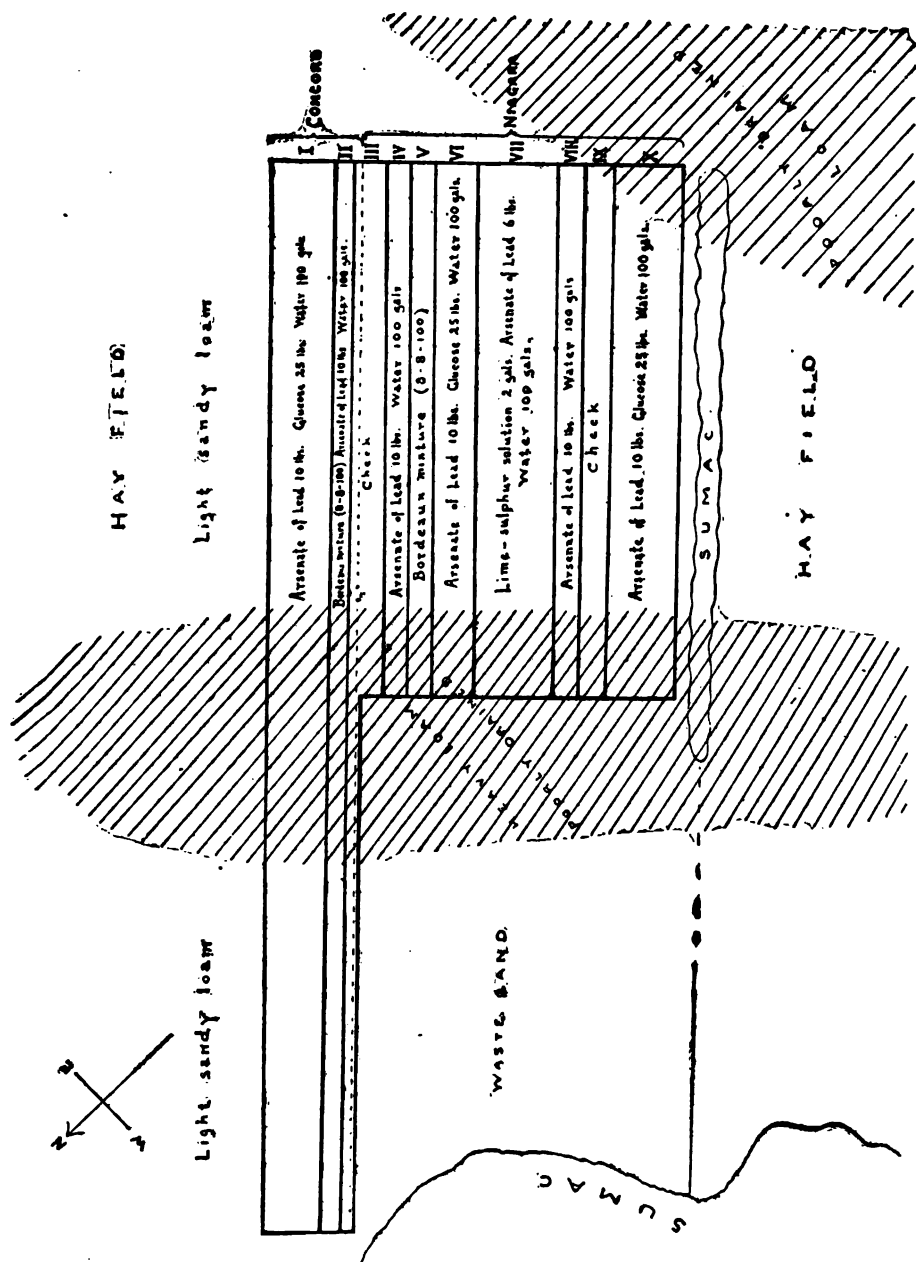 HAY FIELD
Light sandy loam
CONCORD
NIAGARA
I
Arsenate of Lead 10 lbs. Glucose 25 lbs. Water 100 gals
II
Bordeaux mixture (8-8-100) Arsenate of Lead 10 lbs Water 100 gals.
III
Check
IV
Arsenate of Lead 10 lbs. Water 100 gals
V
Bordeaux mixture (8-8-100)
VI
Arsenate of Lead 10 lbs. Glucose 25 lbs. Water 100 gals.
VII
Lime-sulphur solution 2 gals. Arsenate of Lead 6 lbs.
Water 100 gals.
VIII
Arsenate of lead 10 lbs. Water 100 gals
IX
Check
X
Arsenate of Lead 10 lbs. Glucose 25 lbs. Water 100 gals.
SUMAC
HAY FIELD
POORLY
HEAVY LOAM
POORLY DRAINED
Light sandy loam
WASTE LAND
SUMAC
N